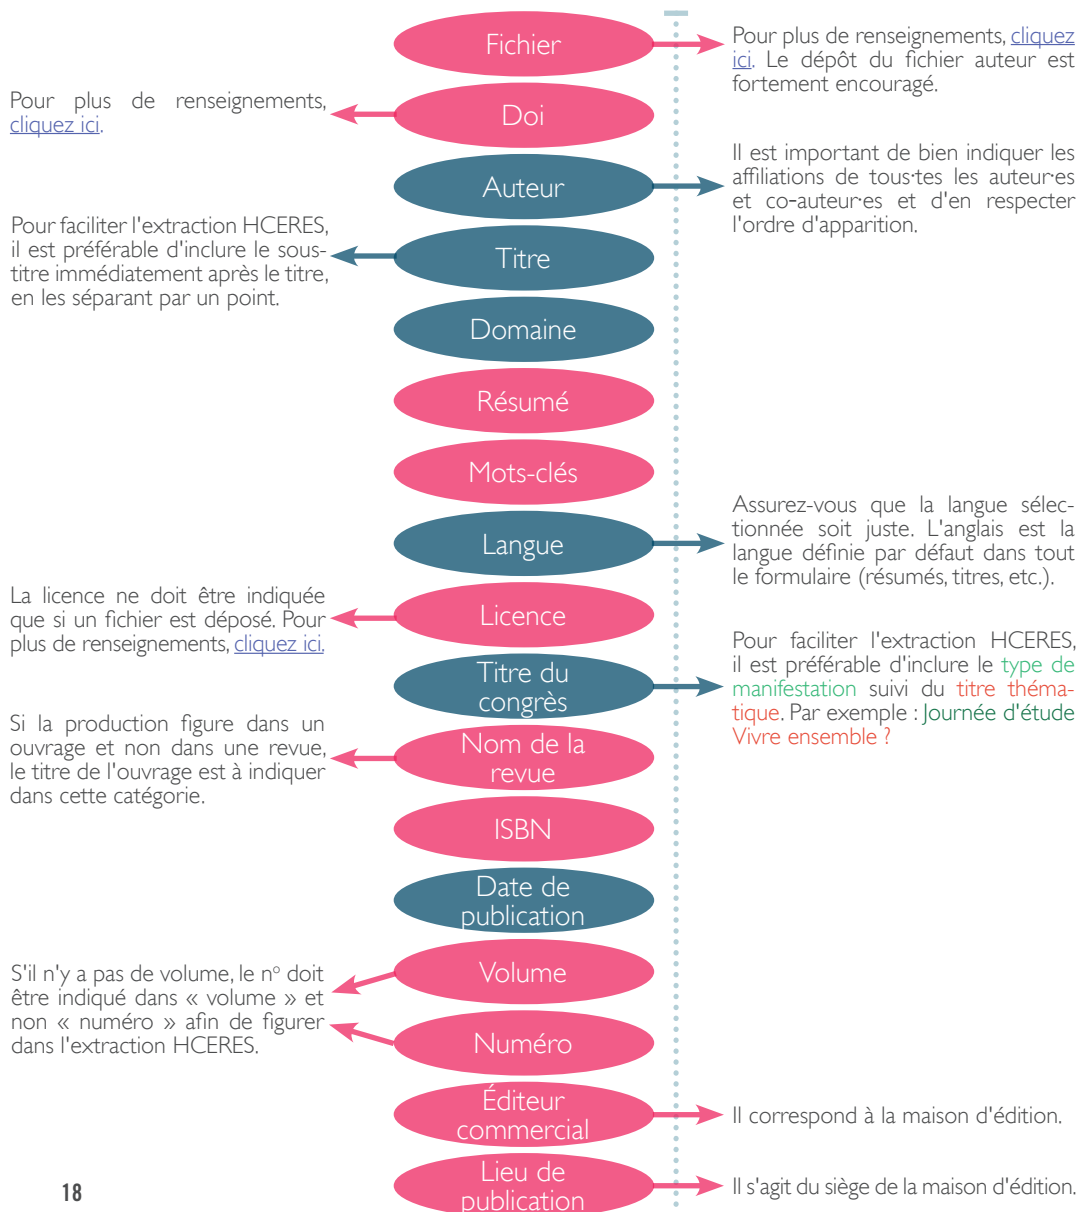 Fichier
Pour plus de renseignements, cliquez
ici. Le dépôt du fichier auteur est
fortement encouragé.
Pour plus de renseignements,
cliquez ici.
Doi
Auteur
Il est important de bien indiquer les
affiliations de tous·tes les auteur·es
et co-auteur·es et d'en respecter
l'ordre d'apparition.
Pour faciliter l'extraction HCERES,
il est préférable d'inclure le sous-
titre immédiatement après le titre,
en les séparant par un point.
Titre
Domaine
Résumé
Mots-clés
Langue
Assurez-vous que la langue sélec-
tionnée soit juste. L'anglais est la
langue définie par défaut dans tout
le formulaire (résumés, titres, etc.).
La licence ne doit être indiquée
que si un fichier est déposé. Pour
plus de renseignements, cliquez ici.
Licence
Titre du
congrès
Pour faciliter l'extraction HCERES,
il est préférable d'inclure le type de
manifestation suivi du titre théma-
tique. Par exemple : Journée d'étude
Vivre ensemble ?
Si la production figure dans un
ouvrage et non dans une revue,
le titre de l'ouvrage est à indiquer
dans cette catégorie.
Nom de la
revue
ISBN
Date de
publication
Volume
S'il n'y a pas de volume, le n° doit
être indiqué dans « volume » et
non « numéro » afin de figurer
dans l'extraction HCERES.
Numéro
Éditeur
commercial
Il correspond à la maison d'édition.
Lieu de
publication
Il s'agit du siège de la maison d'édition.
18